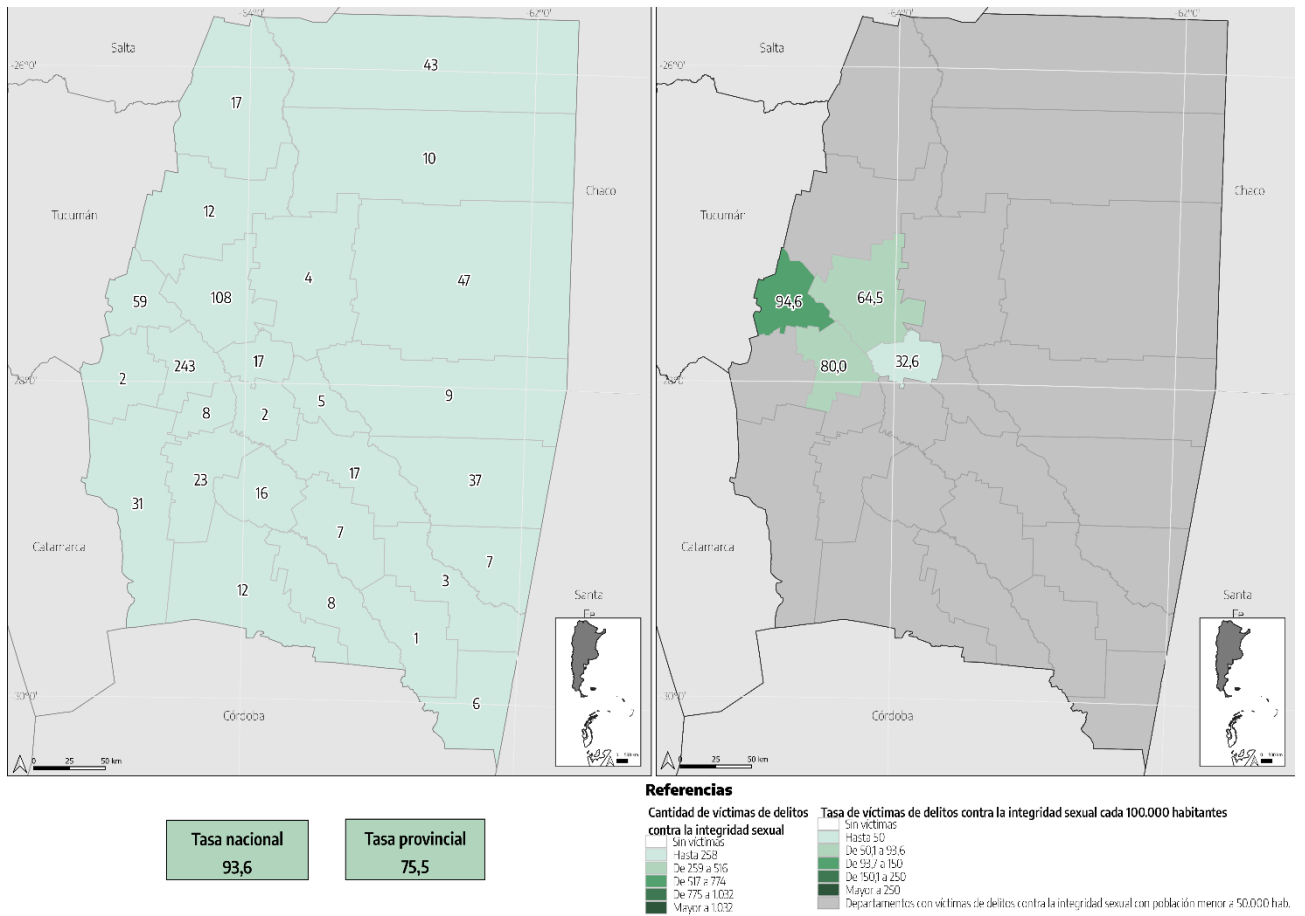 -64°0'
-62°0'
Salta
-26°0'
43
17
10
Chaco
Tucumán
12
4
47
59
108
243
17
2
-28°0'
9
5
8
2
17
23
37
16
31
7
Catamarca
7
3
12
8
Santa
Fe
1
6
-30°0'
Córdoba
0 25 50 km
-64°0'
-62°0'
Salta
-26°0'
Chaco
Tucumán
94,6
64,5
80,0
32,6
-28°0'
Catamarca
Santa
Fe
-30°0'
Córdoba
0 25 50 km
Tasa nacional
93,6
Tasa provincial
75,5
Referencias
Cantidad de víctimas de delitos
contra la integridad sexual
Sin víctimas
Hasta 258
De 259 a 516
De 517 a 774
De 775 a 1.032
Mayor a 1.032
Tasa de víctimas de delitos contra la integridad sexual cada 100.000 habitantes
Sin víctimas
Hasta 50
De 50,1 a 93,6
De 93,7 a 150
De 150,1 a 250
Mayor a 250
Departamentos con víctimas de delitos contra la integridad sexual con población menor a 50.000 hab.